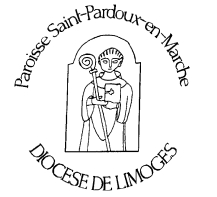 Paroisse Saint-Pardoux-en-Marche
DIOCESE DE LIMOGES